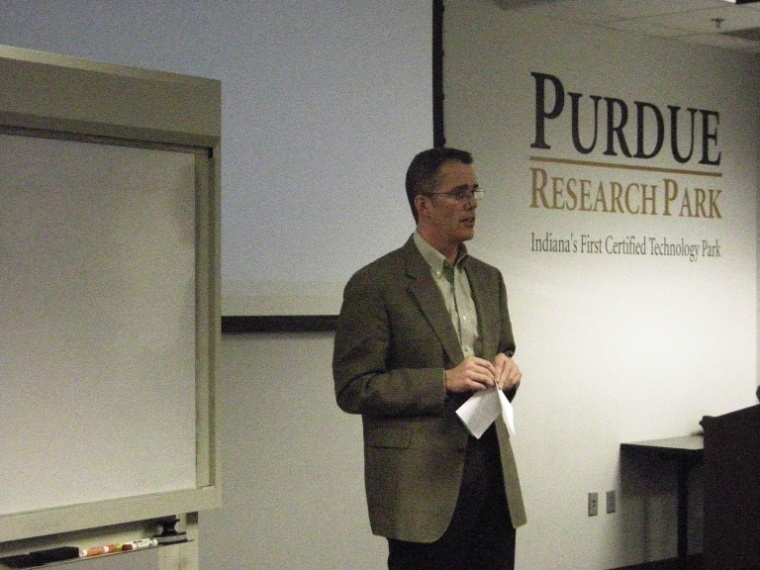 PURDUE
RESEARCH PARK
Indiana's First Certified Technology Park